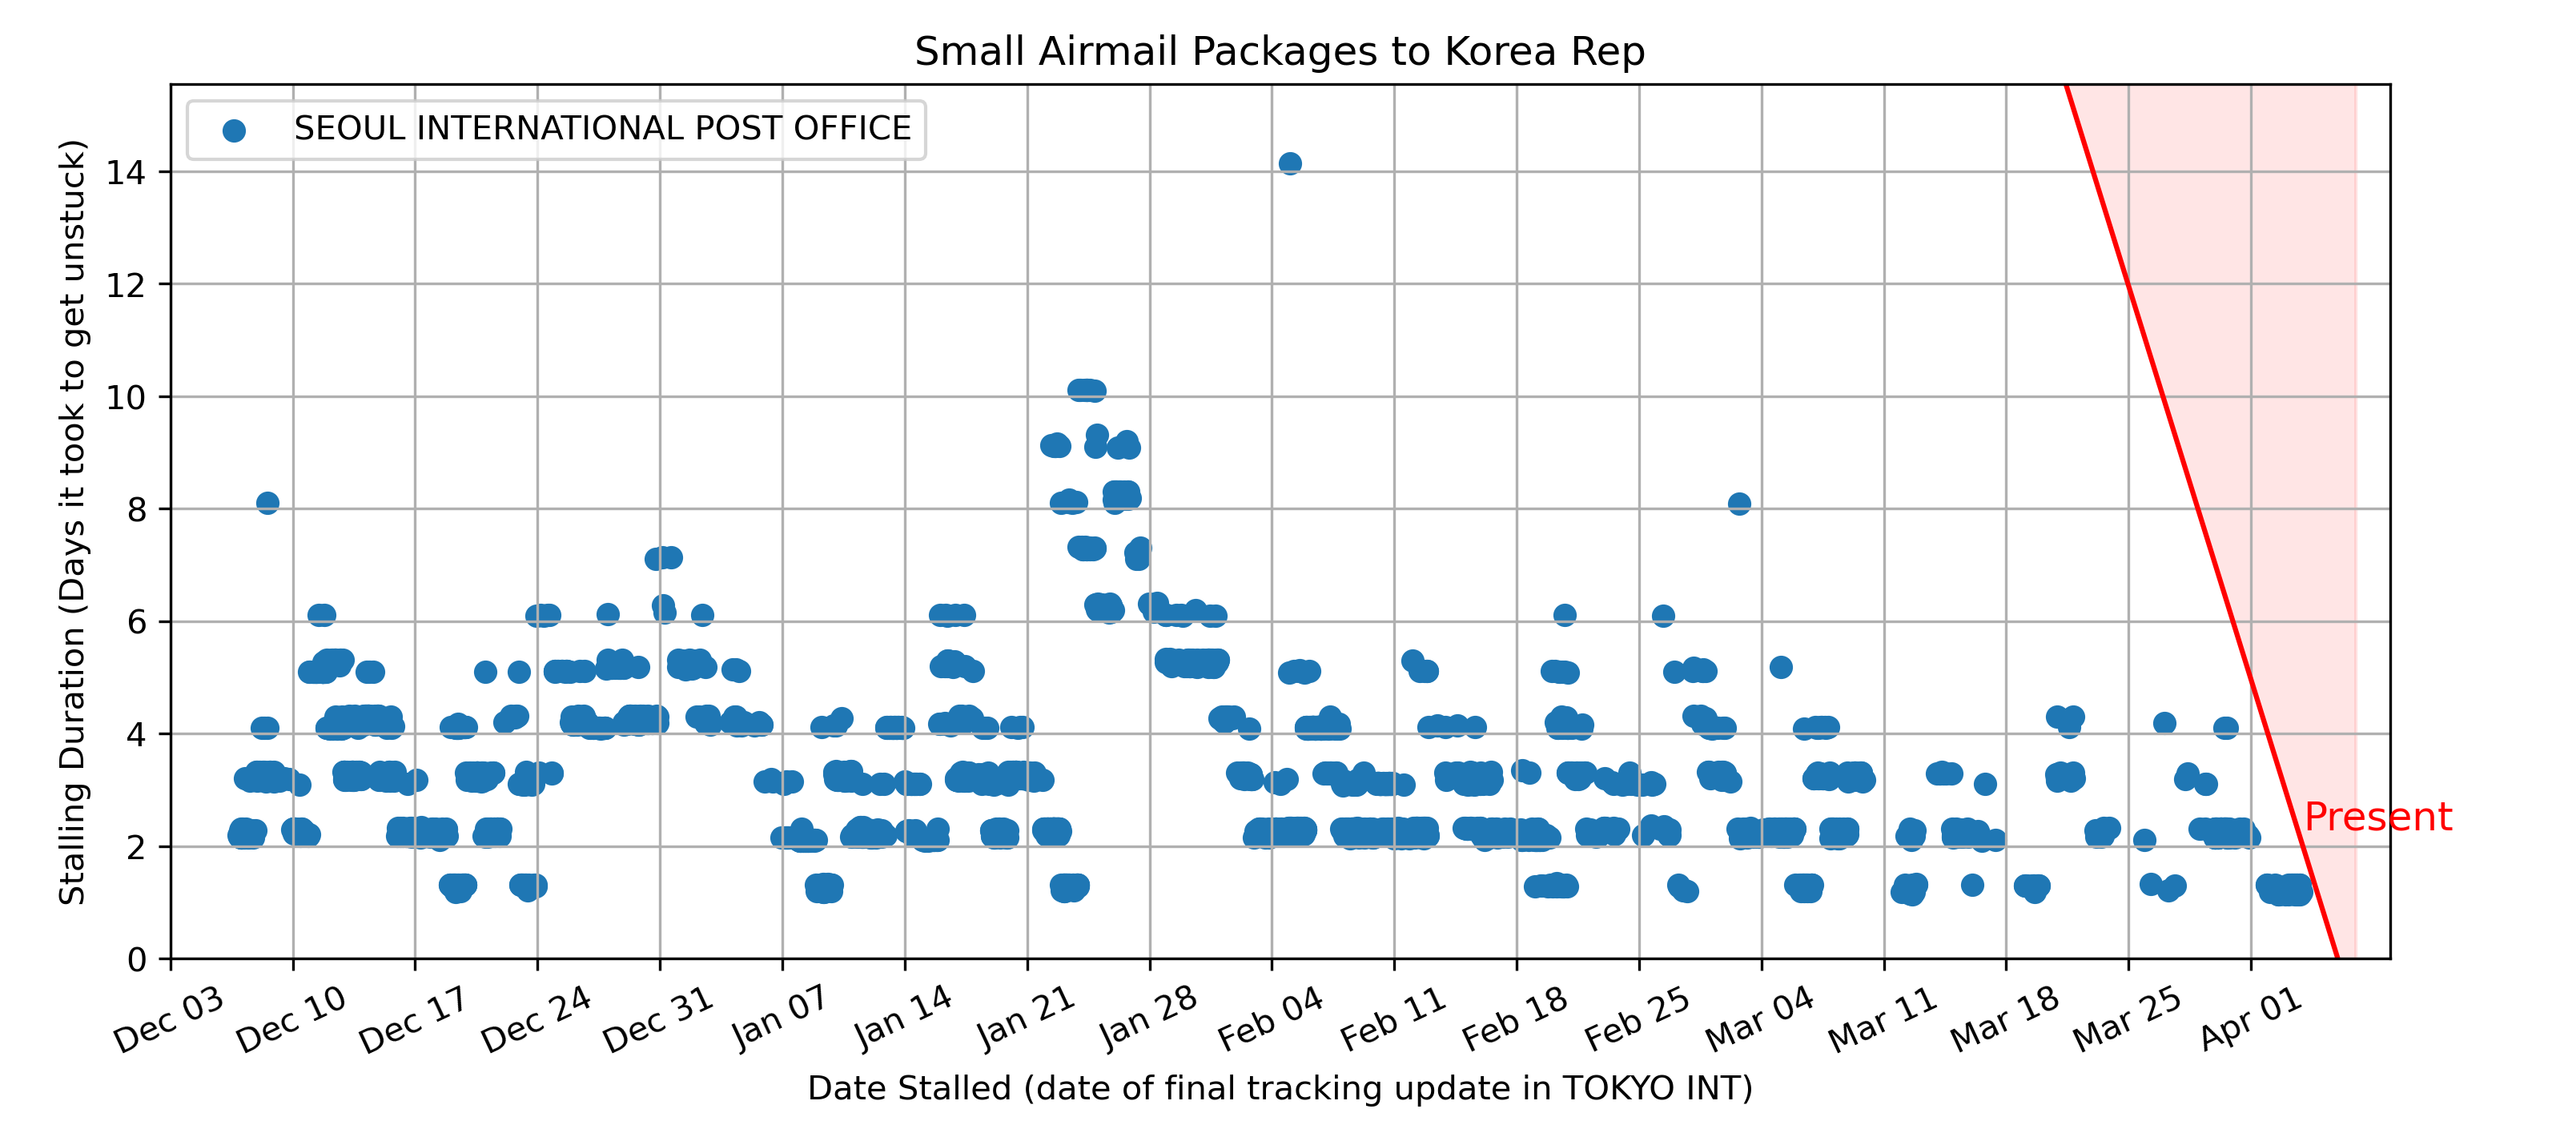 Small Airmail Packages to Korea Rep
SEOUL INTERNATIONAL POST OFFICE
Stalling Duration (Days it took to get unstuck)
14
12
10
8
6
4
2
0
Present
Dec 03 Dec 10 Dec 17 Dec 24 Dec 31 Jan 07 Jan 14 Jan 21 Jan 28 Feb 04 Feb 11 Feb 18 Feb 25 Mar 04 Mar 11 Mar 18 Mar 25 Apr 01
Date Stalled (date of final tracking update in TOKYO INT)